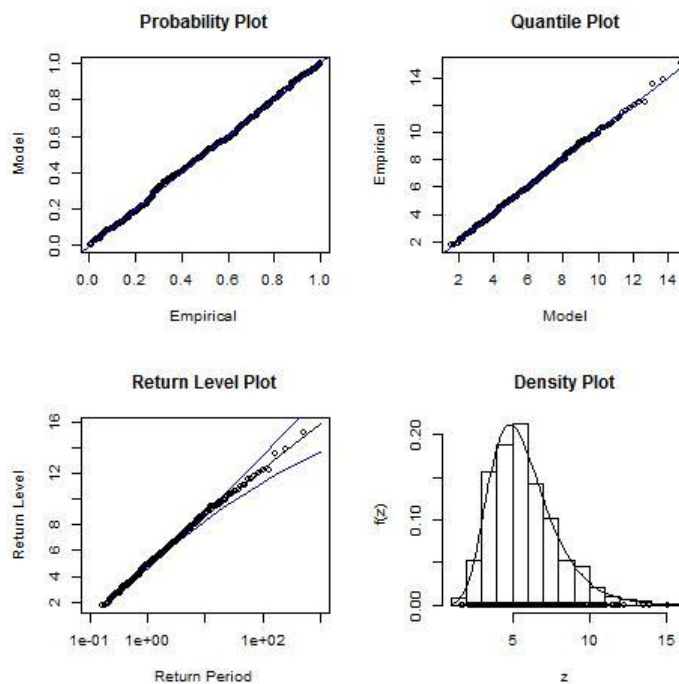 Probability Plot
Model
0.0 0.2 0.4 0.6 0.8 1.0
0.0 0.2 0.4 0.6 0.8 1.0
Empirical
Quantile Plot
Empirical
2 6 8 10 14
2 4 6 8 10 12 14
Model
Return Level Plot
Return Level
2 4 6 8 12 16
1e-01 1e+00 1e+02
Return Period
Density Plot
f(z)
0.00 0.10 0.20
5 10 15
z